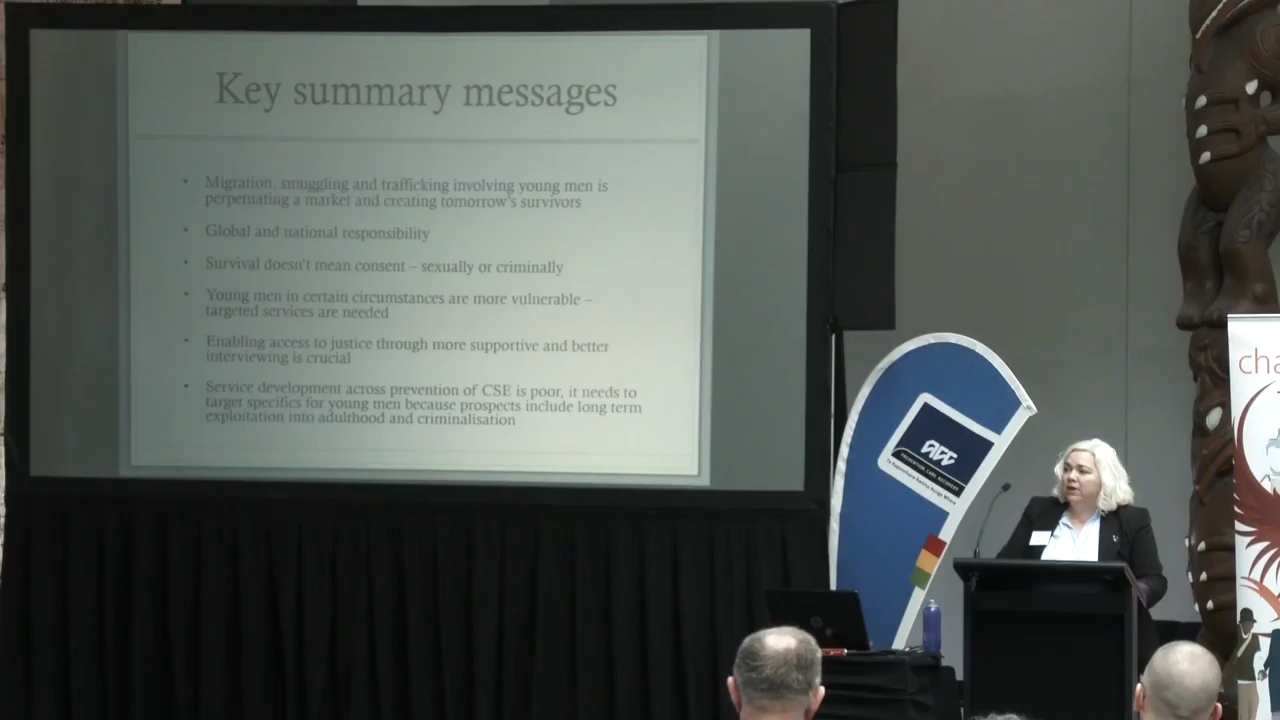 Key summary messages
• Migration, smuggling and trafficking involving young men is
perpetuating a market and creating tomorrow's survivors
• Global and national responsibility
• Survival doesn't mean consent – sexually or criminally
• Young men in certain circumstances are more vulnerable –
targeted services are needed
• Enabling access to justice through more supportive and better
interviewing is crucial
• Service development across prevention of CSE is poor, it needs to
target specifics for young men because prospects include long term
exploitation into adulthood and criminalisation
PREVENTION. CARE. RECOVERY.
cha